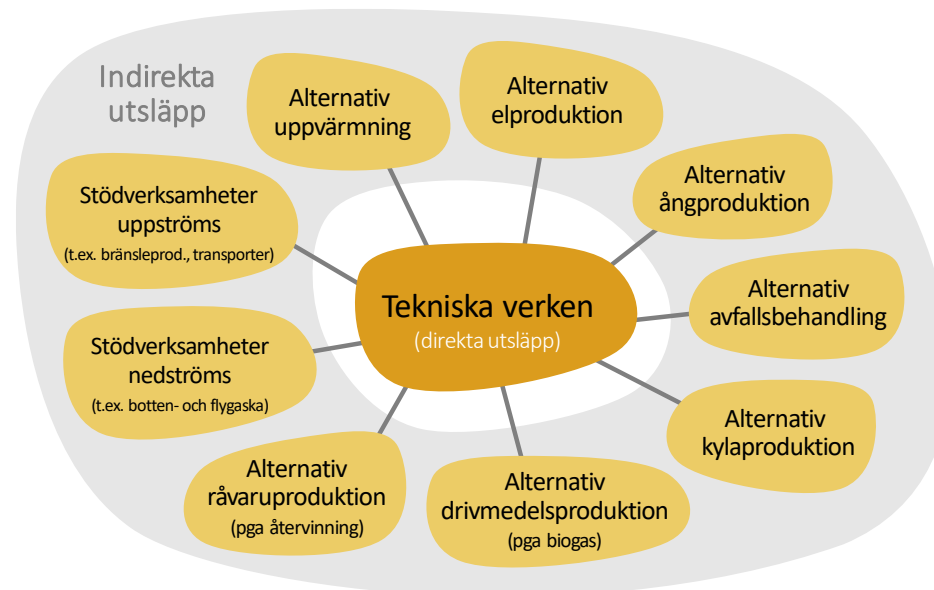 Indirekta
utsläpp
Alternativ
uppvärmning
Alternativ
elproduktion
Alternativ
ångproduktion
Stödverksamheter
uppströms
(t.ex. bränsleprod., transporter)
Tekniska verken
(direkta utsläpp)
Alternativ
avfallsbehandling
Stödverksamheter
nedströms
(t.ex. botten- och flygaska)
Alternativ
kylaproduktion
Alternativ
råvaruproduktion
(pga återvinning)
Alternativ
drivmedelsproduktion
(pga biogas)